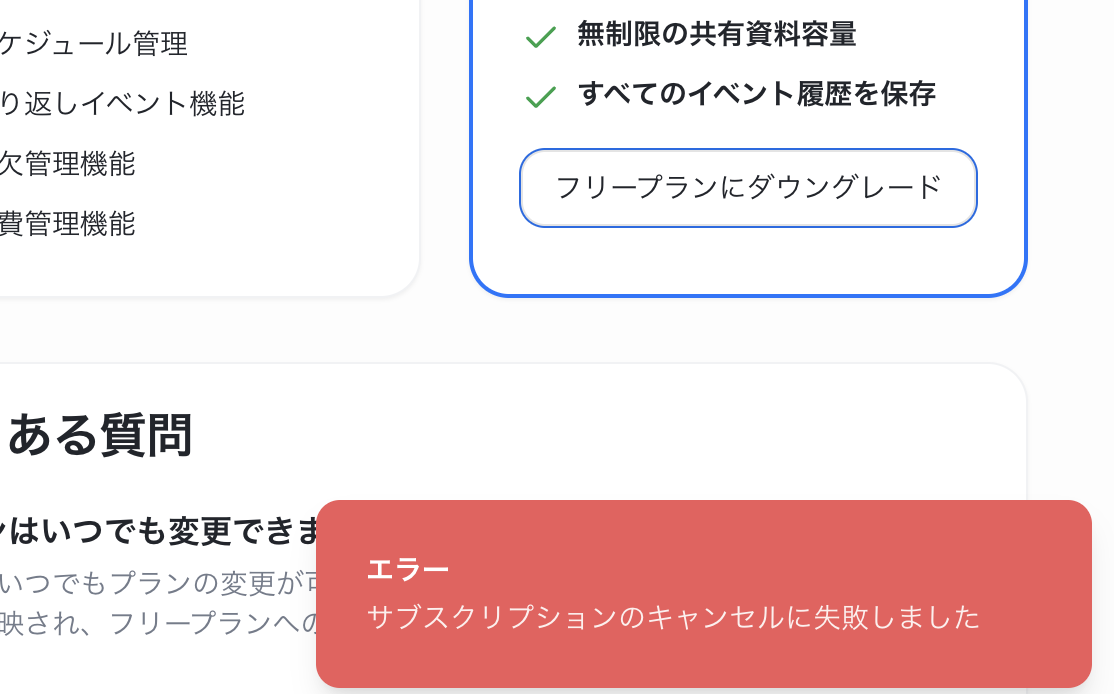 ケジュール管理
り返しイベント機能
欠管理機能
費管理機能
無制限の共有資料容量
すべてのイベント履歴を保存
フリープランにダウングレード
ある質問
ンはいつでも変更できま
いつでもプランの変更が可
映され、フリープランへの
エラー
サブスクリプションのキャンセルに失敗しました